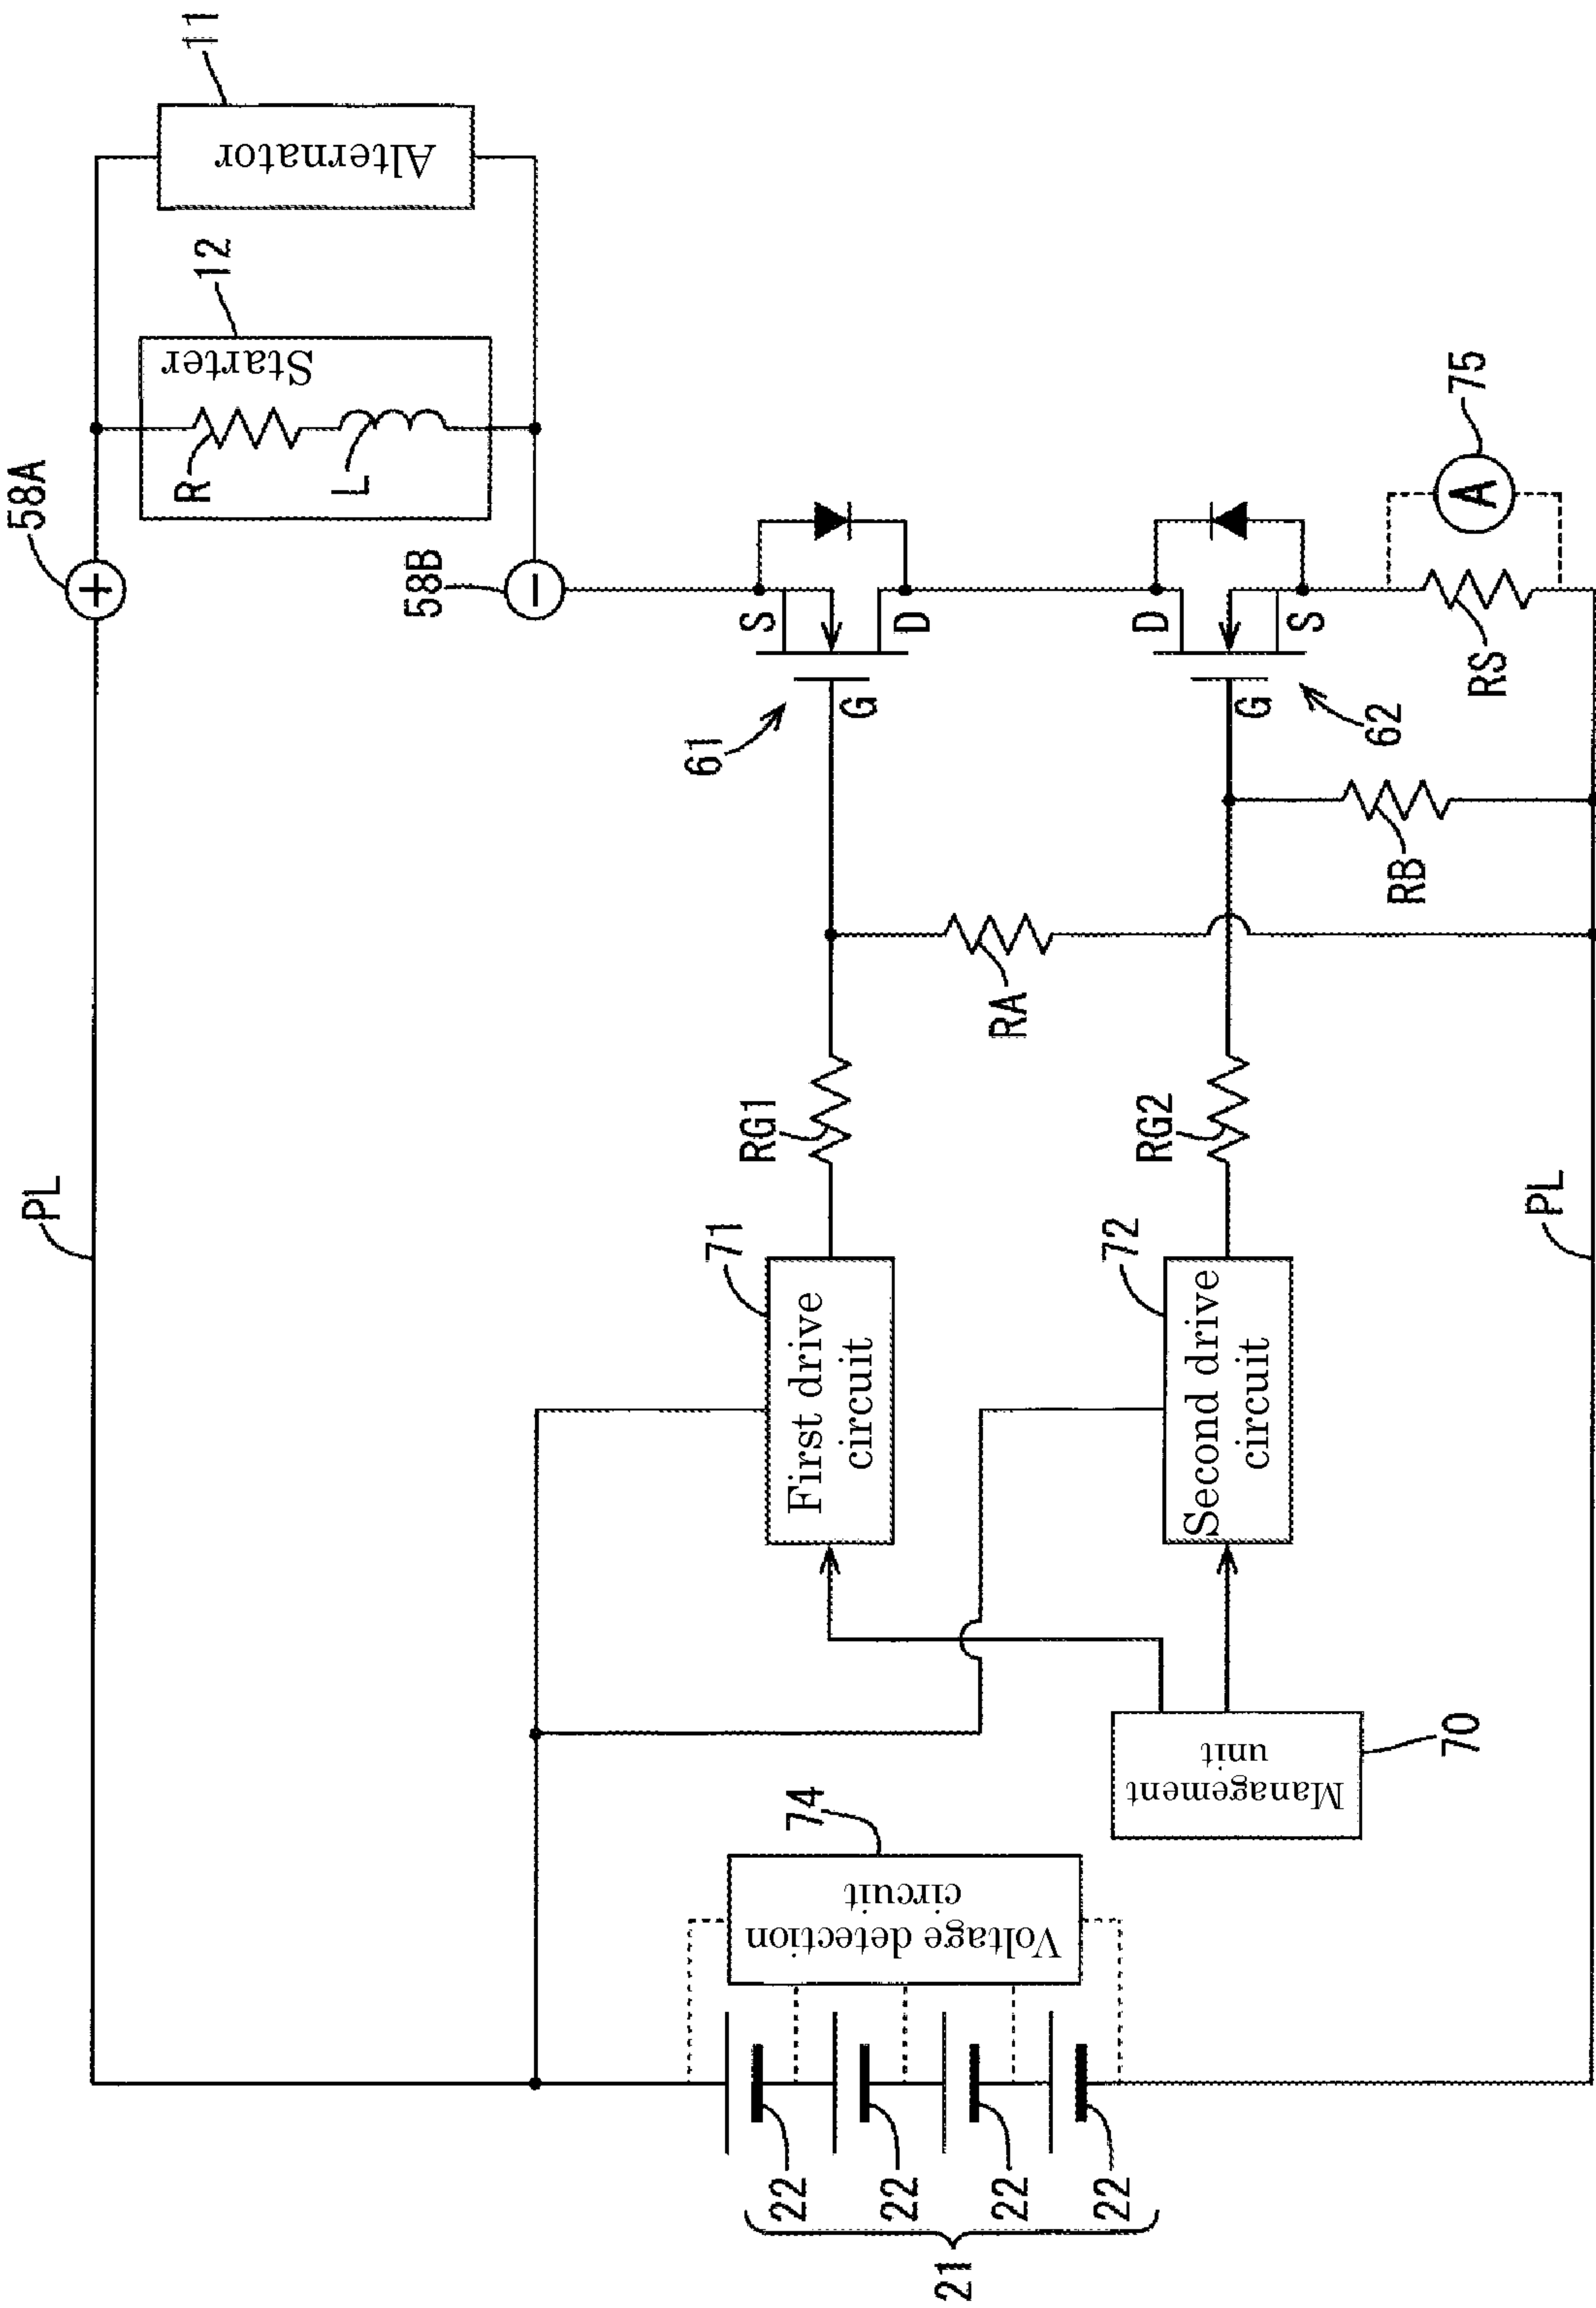 58A
PL
12
11
Starter
R
L
Alternator
58B
61
S
G
D
71
First drive
circuit
RG1
RA
74
Voltage detection
circuit
22
22
22
22
21
Management
unit
70
72
Second drive
circuit
RG2
D
G
S
62
RB
RS
A
75
PL